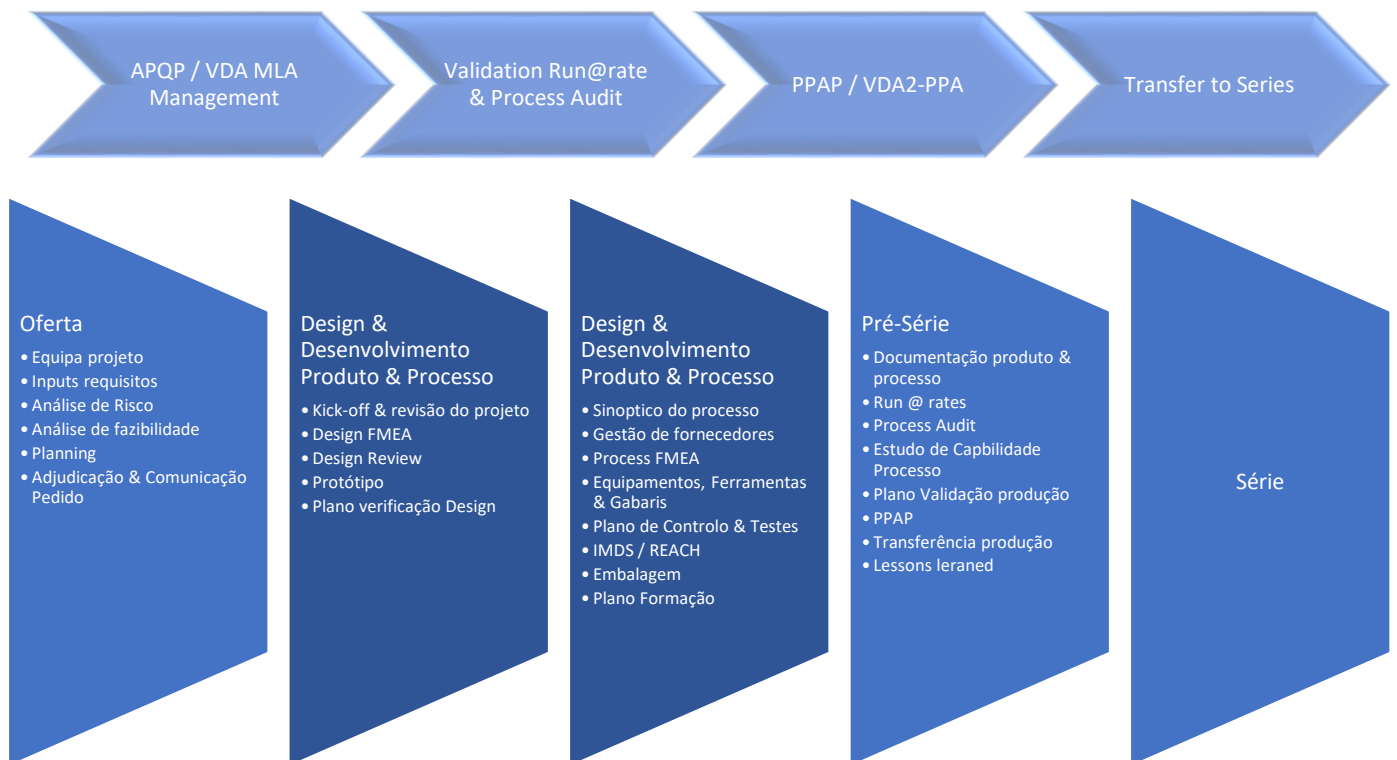 APQP / VDA MLA
Management
Validation Run@rate
& Process Audit
PPAP / VDA2-PPA
Transfer to Series
Oferta
• Equipa projeto
• Inputs requisitos
• Análise de Risco
• Análise de fazibilidade
• Planning
• Adjudicação & Comunicação
Pedido
Design &
Desenvolvimento
Produto & Processo
• Kick-off & revisão do projeto
• Design FMEA
• Design Review
• Protótipo
• Plano verificação Design
Design &
Desenvolvimento
Produto & Processo
• Sinoptico do processo
• Gestão de fornecedores
• Process FMEA
• Equipamentos, Ferramentas
& Gabaris
• Plano de Controlo & Testes
• IMDS / REACH
• Embalagem
• Plano Formação
Pré-Série
• Documentação produto &
processo
• Run @ rates
• Process Audit
• Estudo de Capbilidade
Processo
• Plano Validação produção
• PPAP
• Transferência produção
• Lessons leraned
Série